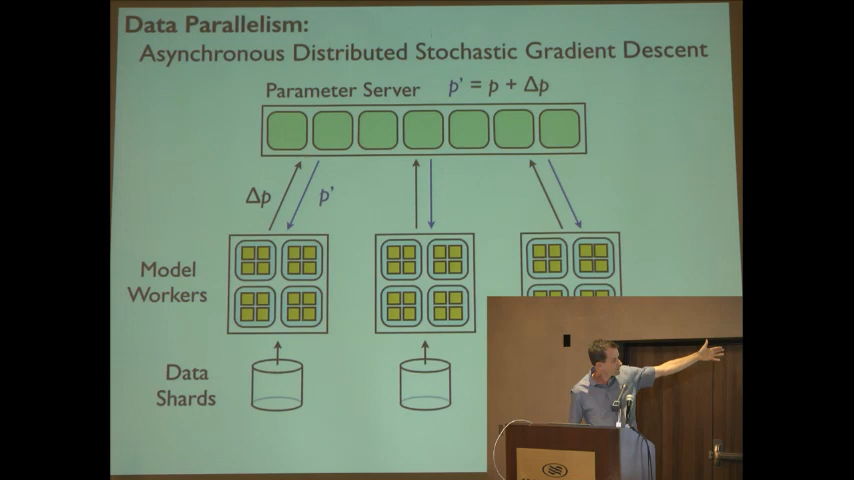 Data Parallelism:
Asynchronous Distributed Stochastic Gradient Descent
Parameter Server p' = p + Δp
Δp p'
Model
Workers
Data
Shards